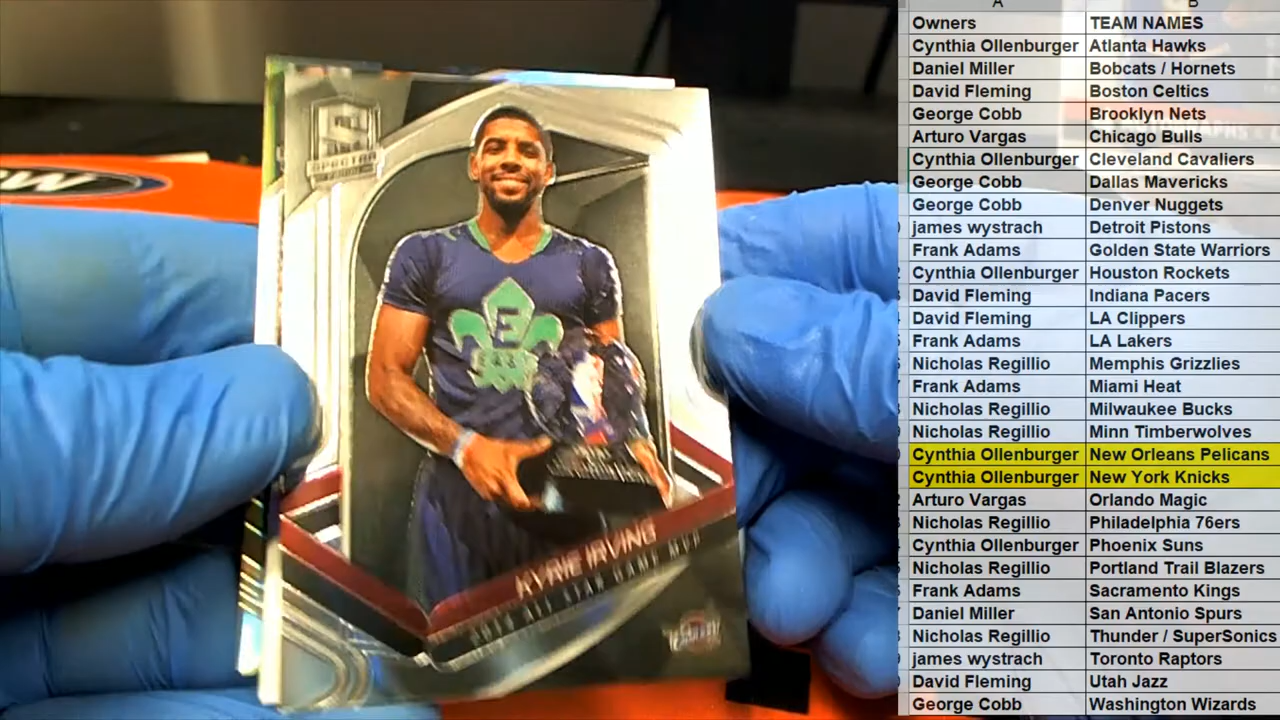 SPECTRA
E
KYRIE IRVING
2014 ALL STAR GAME MVP
A B
Owners TEAM NAMES
Cynthia Ollenburger Atlanta Hawks
Daniel Miller Bobcats / Hornets
David Fleming Boston Celtics
George Cobb Brooklyn Nets
Arturo Vargas Chicago Bulls
Cynthia Ollenburger Cleveland Cavaliers
George Cobb Dallas Mavericks
George Cobb Denver Nuggets
james wystrach Detroit Pistons
Frank Adams Golden State Warriors
Cynthia Ollenburger Houston Rockets
David Fleming Indiana Pacers
David Fleming LA Clippers
Frank Adams LA Lakers
Nicholas Regillio Memphis Grizzlies
Frank Adams Miami Heat
Nicholas Regillio Milwaukee Bucks
Nicholas Regillio Minn Timberwolves
Cynthia Ollenburger New Orleans Pelicans
Cynthia Ollenburger New York Knicks
Arturo Vargas Orlando Magic
Nicholas Regillio Philadelphia 76ers
Cynthia Ollenburger Phoenix Suns
Nicholas Regillio Portland Trail Blazers
Frank Adams Sacramento Kings
Daniel Miller San Antonio Spurs
Nicholas Regillio Thunder / SuperSonics
james wystrach Toronto Raptors
David Fleming Utah Jazz
George Cobb Washington Wizards